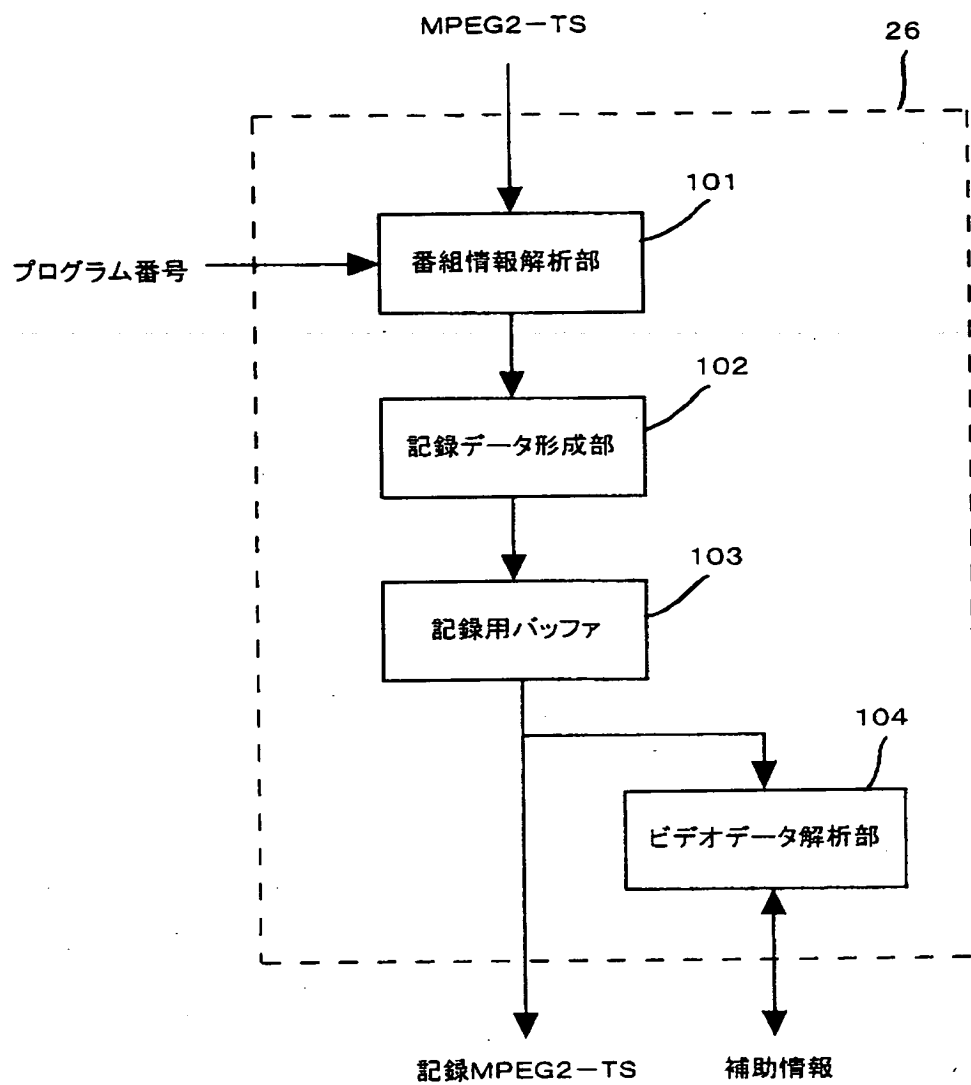 MPEG2-TS
26
101
番組情報解析部
プログラム番号
102
記録データ形成部
103
記録用バッファ
104
ビデオデータ解析部
記録MPEG2-TS
補助情報